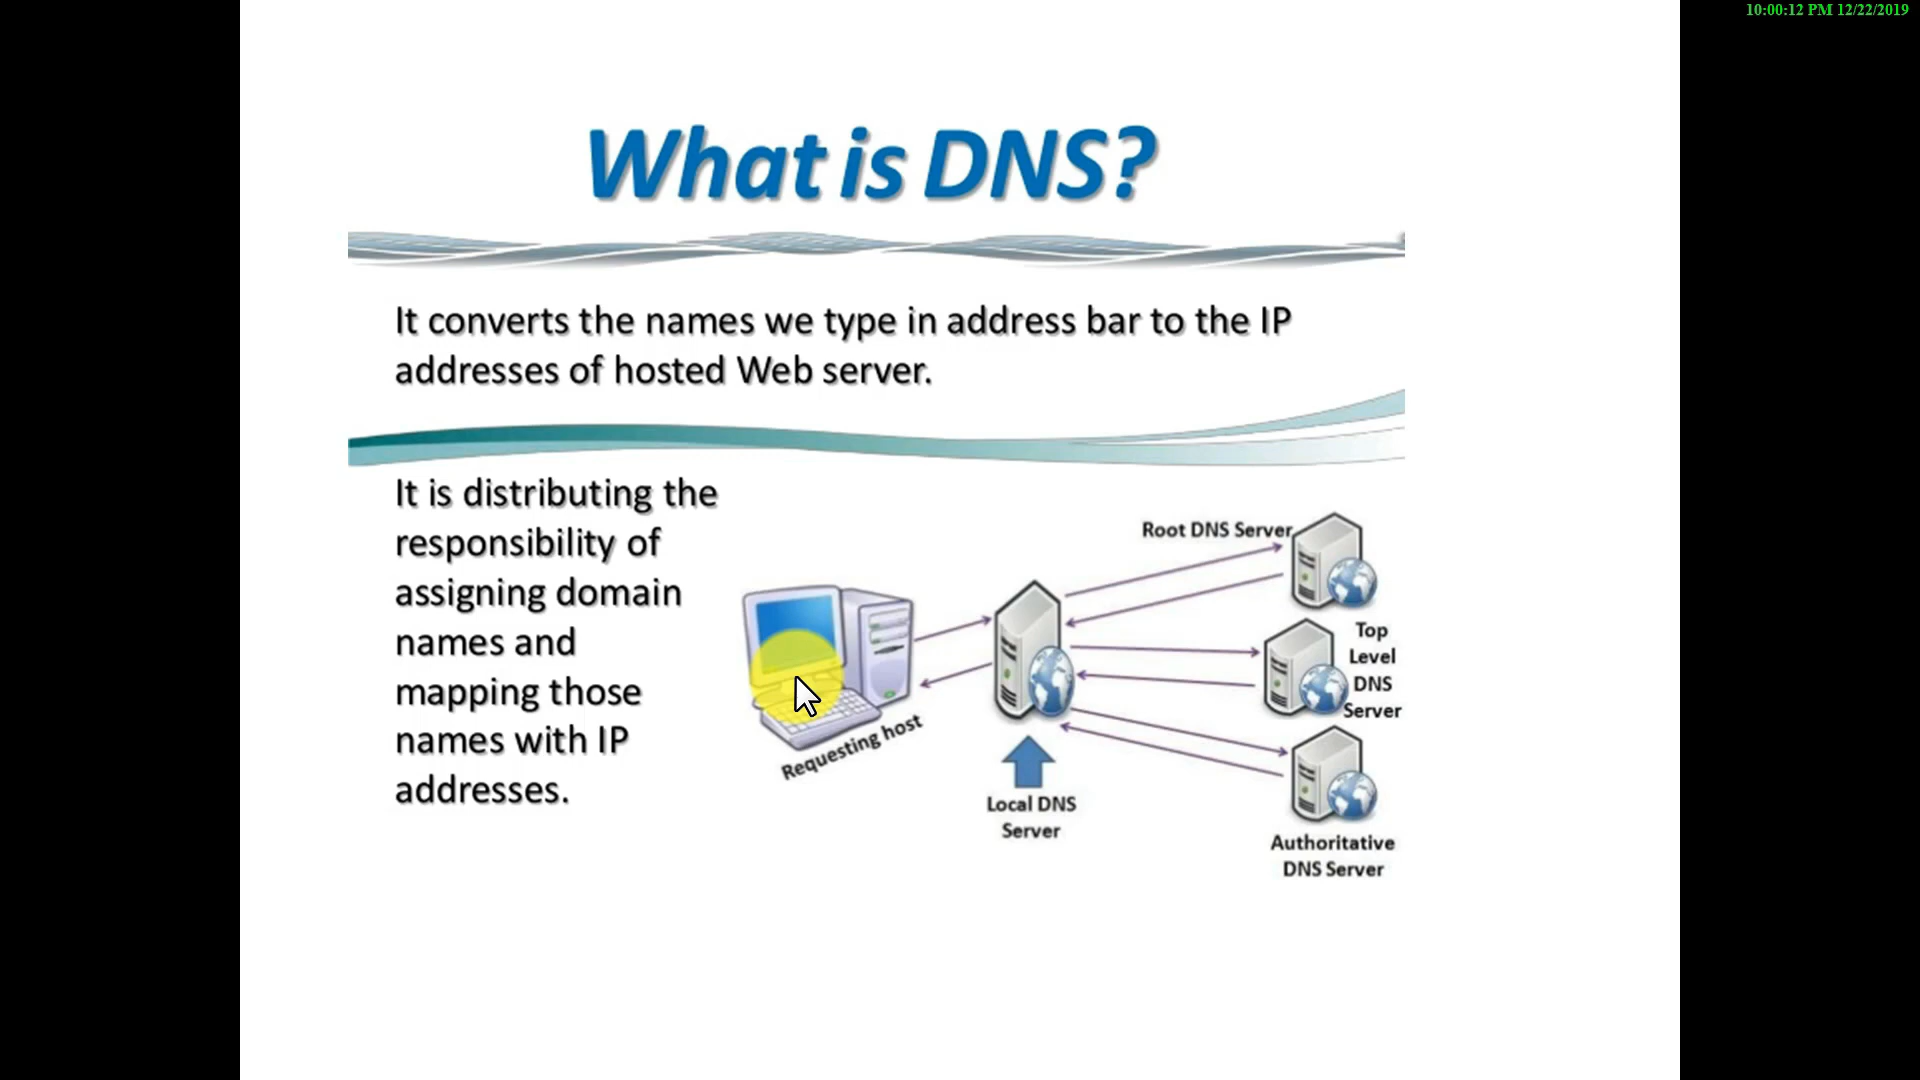 10:00:12 PM 12/22/2019
What is DNS?
It converts the names we type in address bar to the IP
addresses of hosted Web server.
It is distributing the
responsibility of
assigning domain
names and
mapping those
names with IP
addresses.
Root DNS Server
Top
Level
DNS
Server
Requesting host
Local DNS
Server
Authoritative
DNS Server